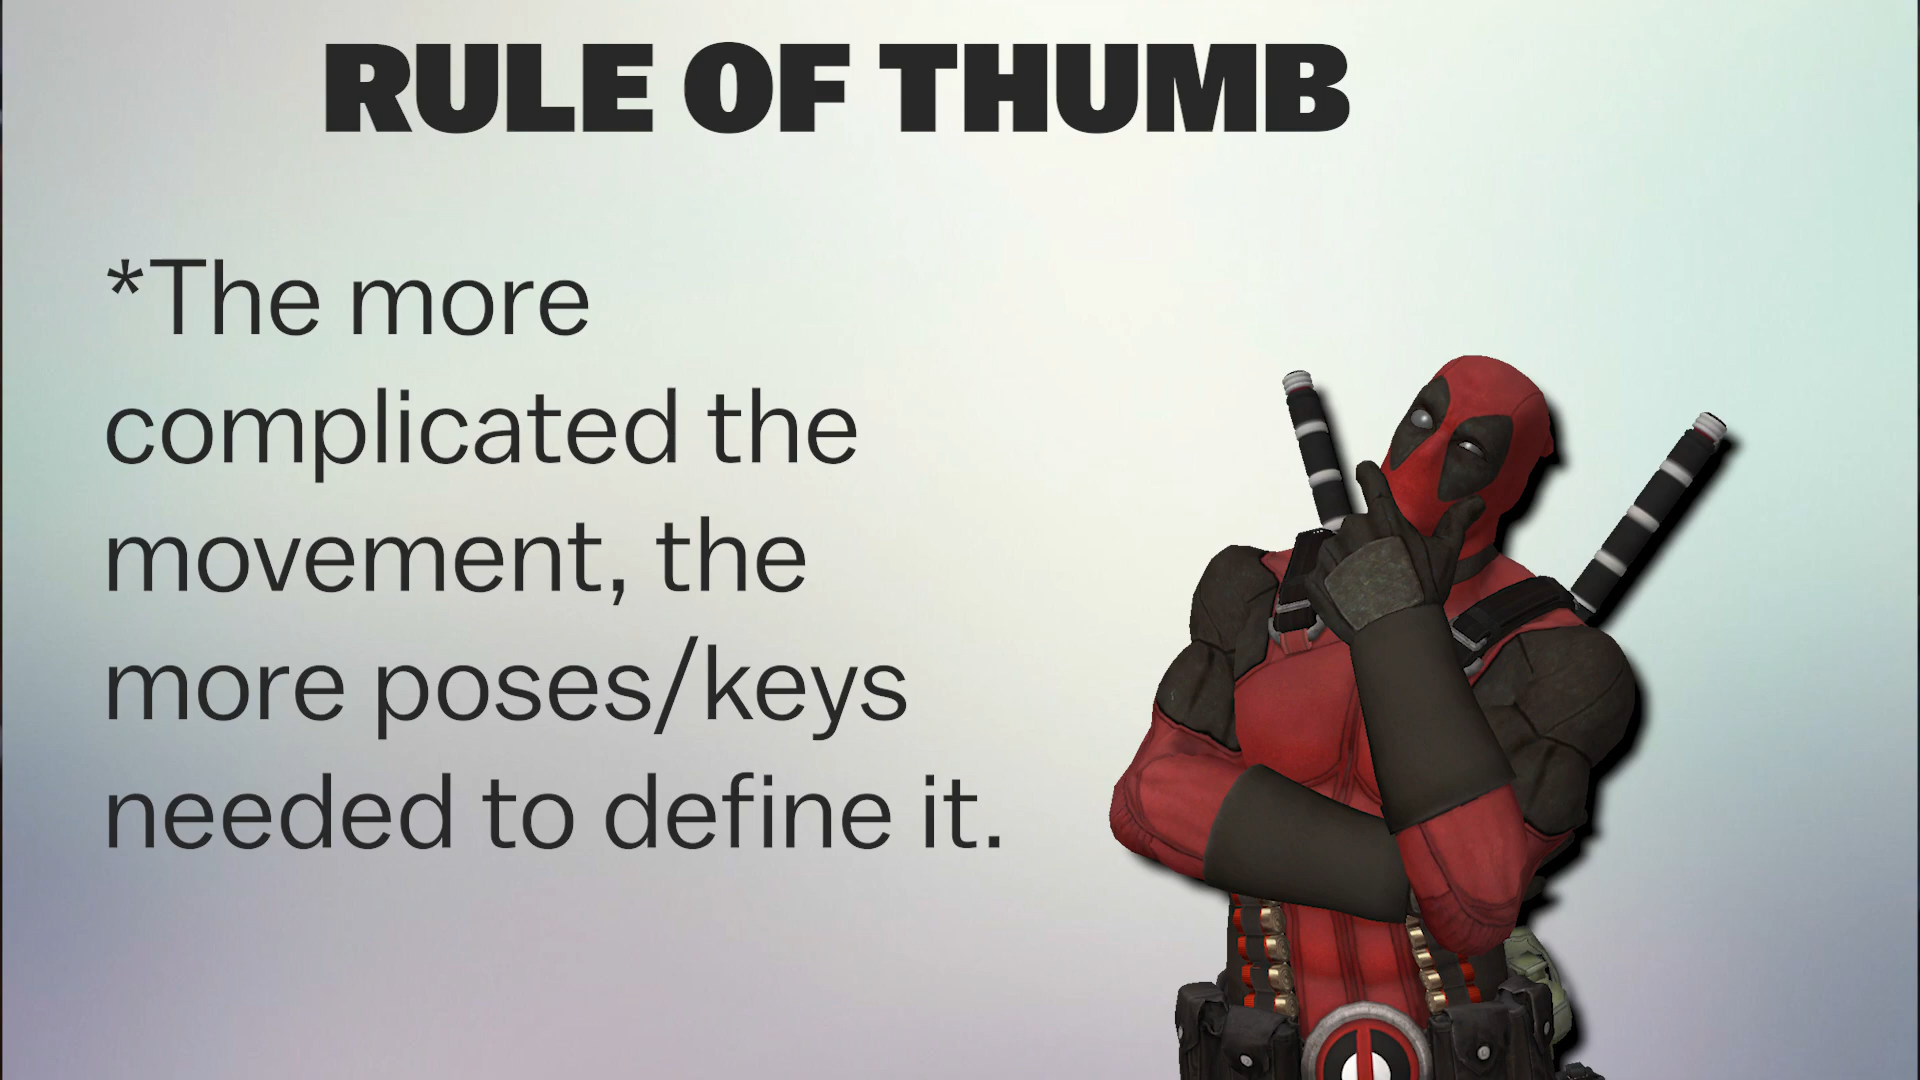 RULE OF THUMB
*The more
complicated the
movement, the
more poses/keys
needed to define it.